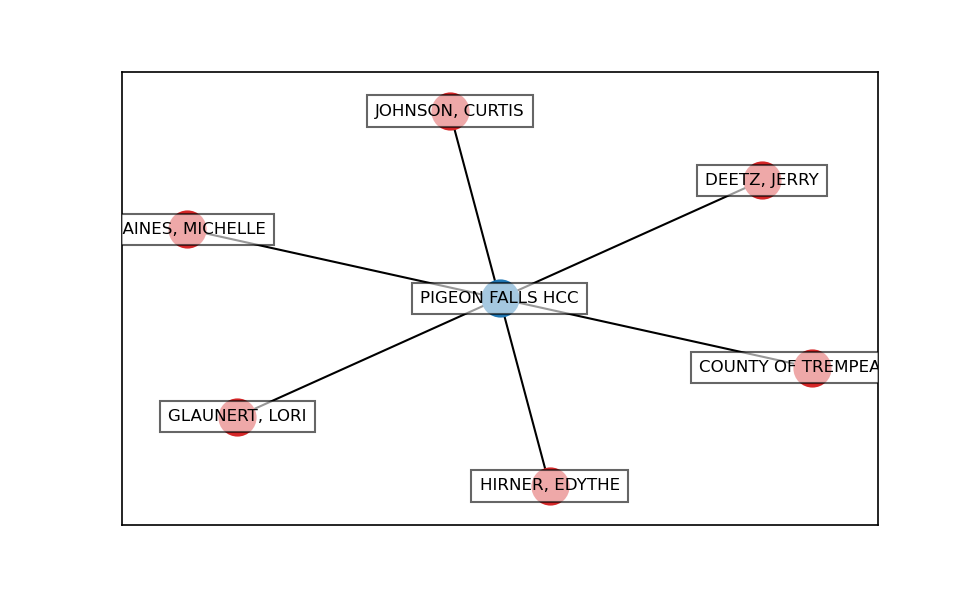 JOHNSON, CURTIS
DEETZ, JERRY
AINES, MICHELLE
PIGEON FALLS HCC
COUNTY OF TREMPEA
GLAUNERT, LORI
HIRNER, EDYTHE